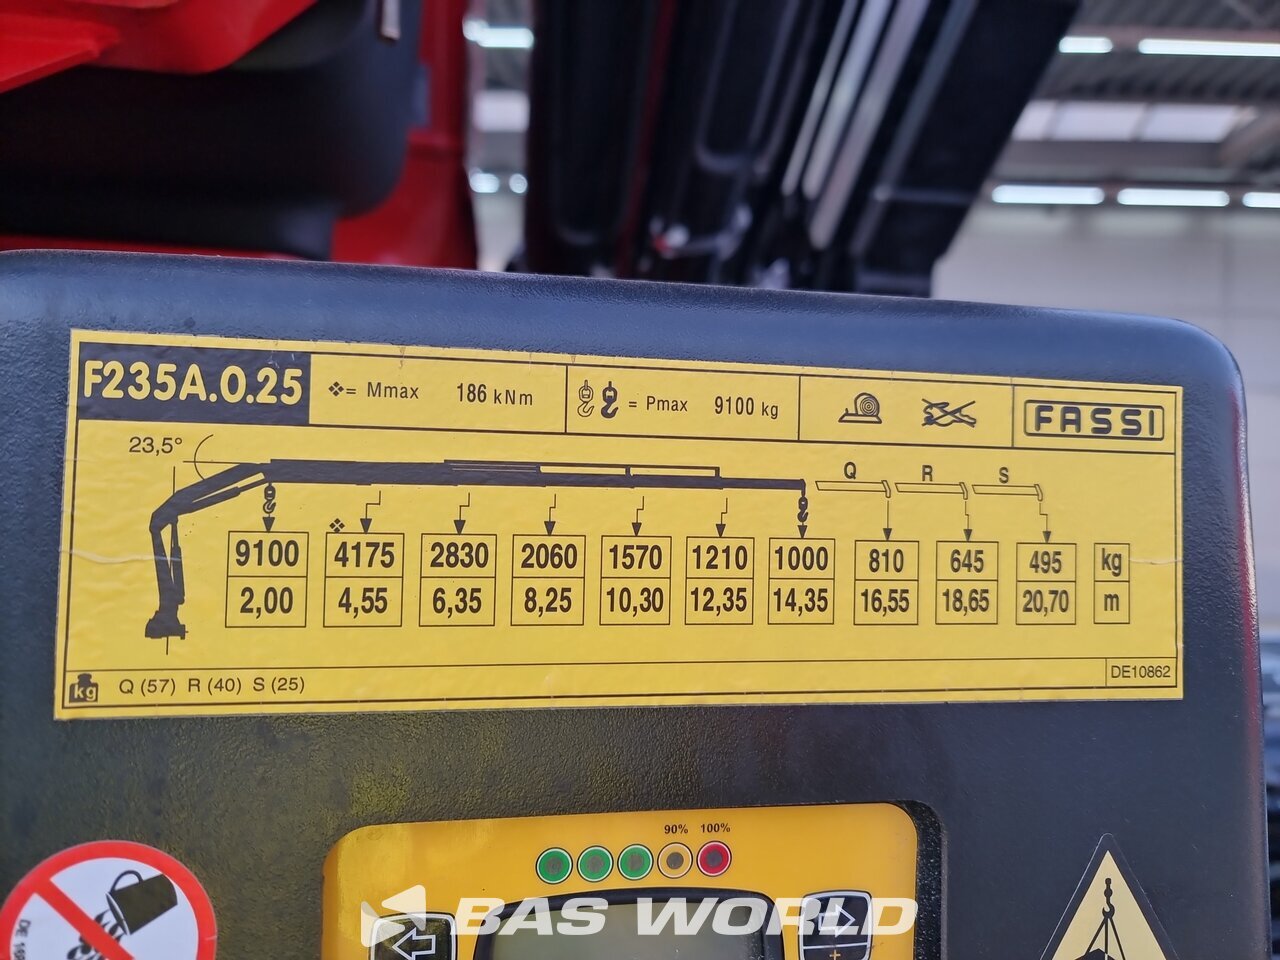 F235A.0.25 ❖= Mmax 186 kNm = Pmax 9100 kg FASSI
23,5°
Q R S
❖
9100 4175 2830 2060 1570 1210 1000 810 645 495 kg
2,00 4,55 6,35 8,25 10,30 12,35 14,35 16,55 18,65 20,70 m
kg Q (57) R (40) S (25) DE10862
90% 100%
BAS WORLD